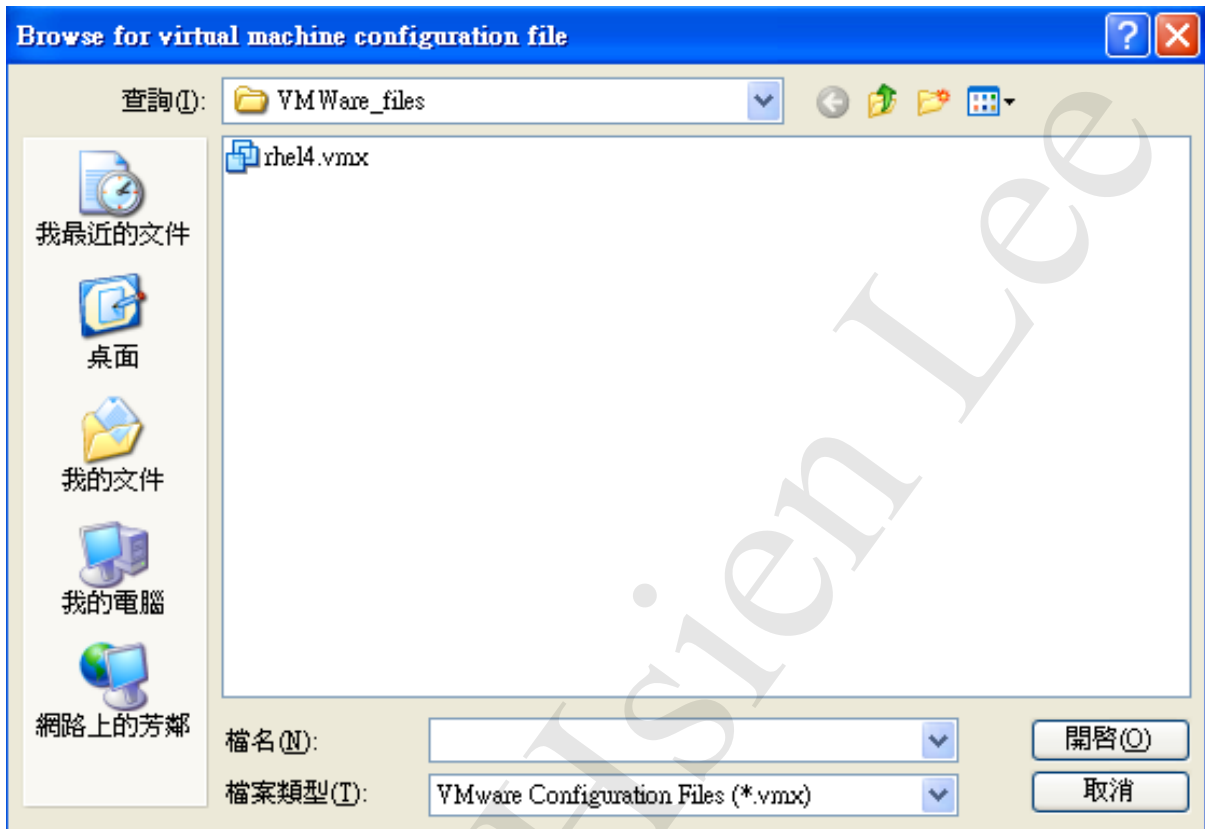 Browse for virtual machine configuration file
查詢(I):
VMWare_files
rhel4.vmx
我最近的文件
桌面
我的文件
我的電腦
網路上的芳鄰
檔名(N):
開啓(O)
檔案類型(T):
VMware Configuration Files (*.vmx)
取消
Hsien Lee